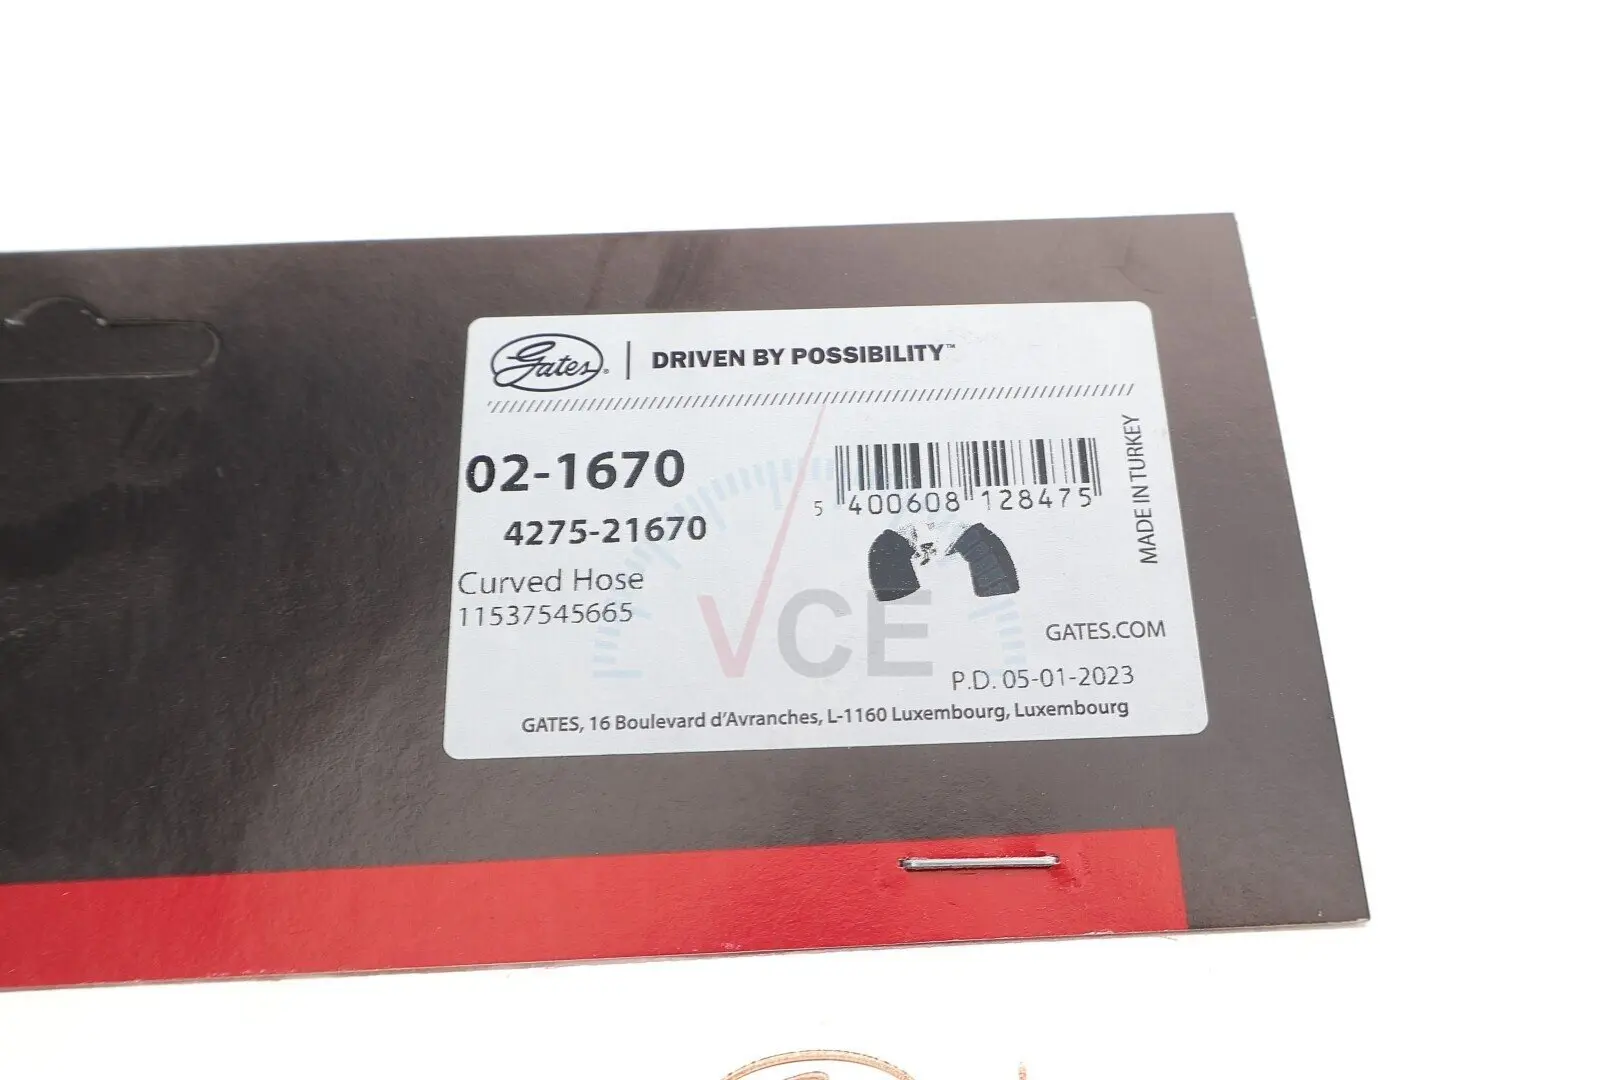 Gates®
DRIVEN BY POSSIBILITY™
02-1670
4275-21670
Curved Hose
11537545665
5 400608 128475
MADE IN TURKEY
VCE
GATES.COM
P.D. 05-01-2023
GATES, 16 Boulevard d'Avranches, L-1160 Luxembourg, Luxembourg